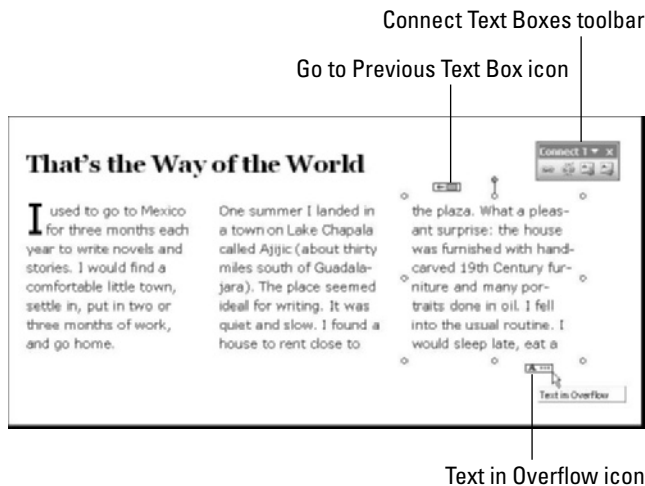 Connect Text Boxes toolbar
Go to Previous Text Box icon
Connect T
That's the Way of the World
I used to go to Mexico
for three months each
year to write novels and
stories. I would find a
comfortable little town,
settle in, put in two or
three months of work,
and go home.
One summer I landed in
a town on Lake Chapala
called Ajijic (about thirty
miles south of Guadala-
jara). The place seemed
ideal for writing. It was
quiet and slow. I found a
house to rent close to
the plaza. What a pleas-
ant surprise: the house
was furnished with hand-
carved 19th Century fur-
niture and many por-
traits done in oil. I fell
into the usual routine. I
would sleep late, eat a
A ...
Text in Overflow
Text in Overflow icon